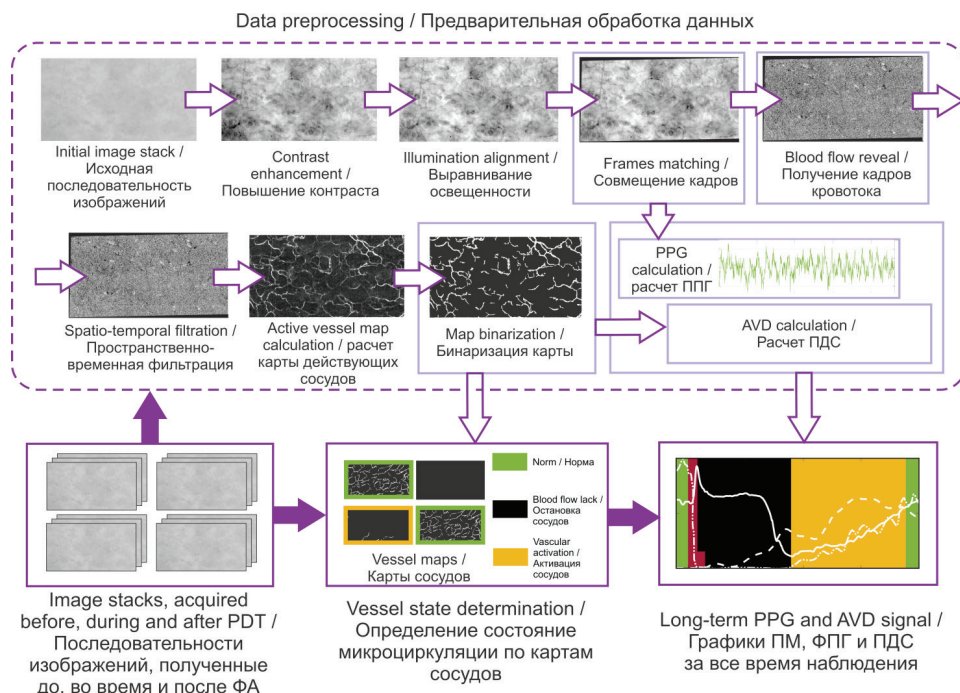 Data preprocessing / Предварительная обработка данных
Initial image stack /
Исходная
последовательность
изображений
Contrast
enhancement /
Повышение контраста
Illumination alignment /
Выравнивание
освещенности
Frames matching /
Совмещение кадров
Blood flow reveal /
Получение кадров
кровотока
Spatio-temporal filtration /
Пространственно-
временная фильтрация
Active vessel map
calculation / расчет
карты действующих
сосудов
Map binarization /
Бинаризация карты
PPG
calculation /
расчет ППГ
AVD calculation /
Расчет ПДС
Norm / Норма
Blood flow lack /
Остановка
сосудов
Vascular
activation /
Активация
сосудов
Vessel maps /
Карты сосудов
Image stacks, acquired
before, during and after PDT /
Последовательности
изображений, полученные
до, во время и после ФА
Vessel state determination /
Определение состояние
микроциркуляции по картам
сосудов
Long-term PPG and AVD signal /
Графики ПМ, ФПГ и ПДС
за все время наблюдения